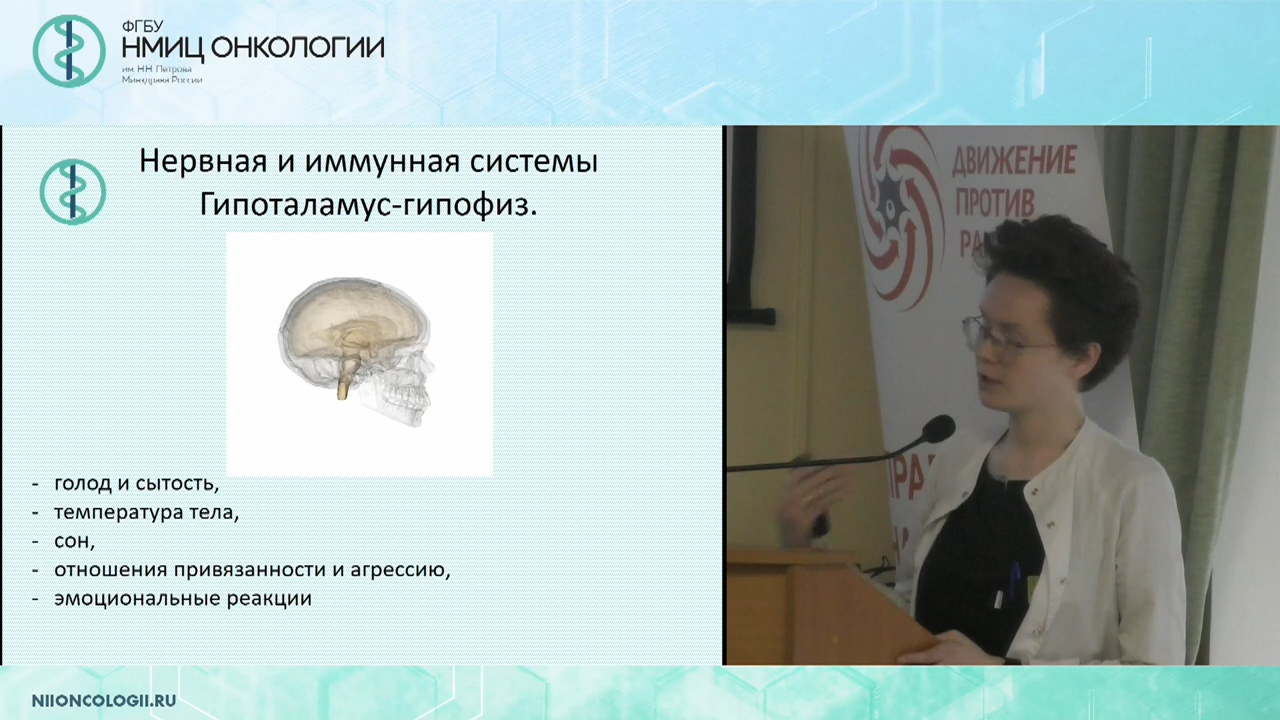 ФГБУ
НМИЦ ОНКОЛОГИИ
им. Н.Н. Петрова
Минздрава России
Нервная и иммунная системы
Гипоталамус-гипофиз.
- голод и сытость,
- температура тела,
- сон,
- отношения привязанности и агрессию,
- эмоциональные реакции
ДВИЖЕНИЕ
ПРОТИВ
NIIONCOLOGII.RU